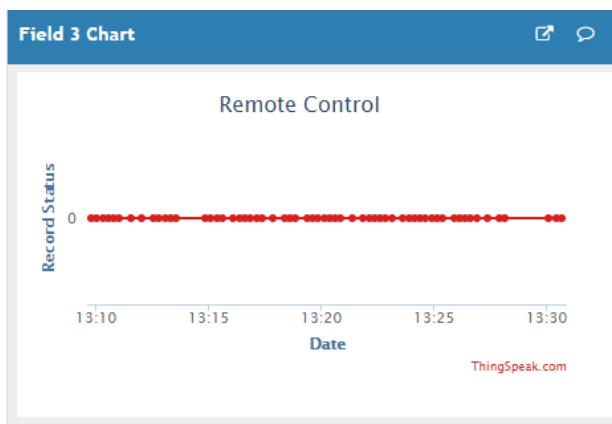 Field 3 Chart
Remote Control
Record Status
0
13:10 13:15 13:20 13:25 13:30
Date
ThingSpeak.com